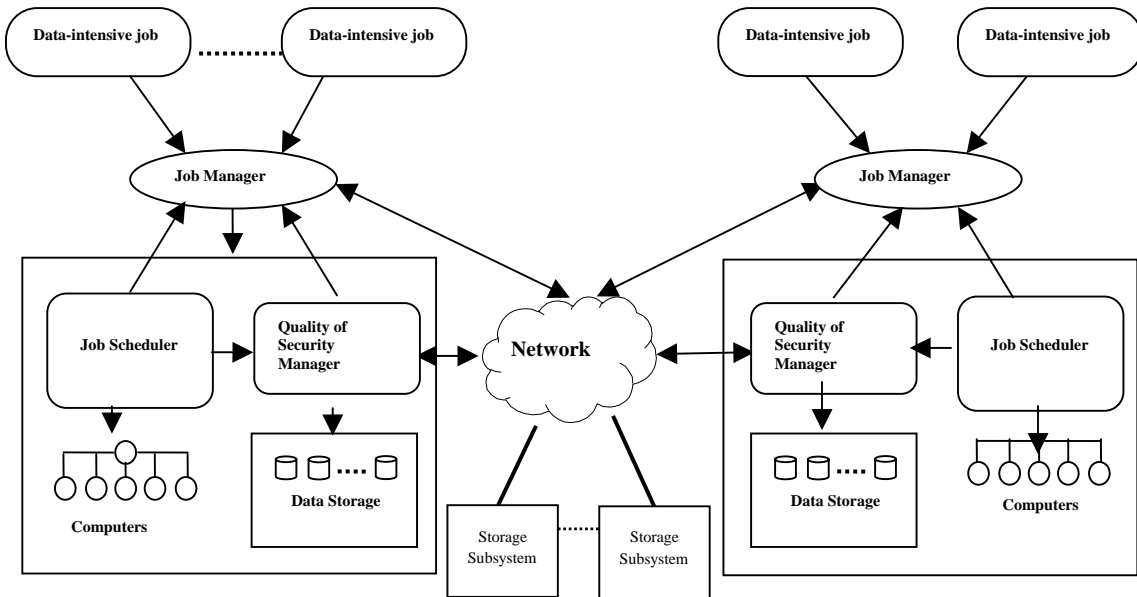 Data-intensive job
Data-intensive job
Data-intensive job
Data-intensive job
Job Manager
Job Manager
Job Scheduler
Quality of
Security
Manager
Network
Quality of
Security
Manager
Job Scheduler
Computers
Data Storage
Storage
Subsystem
Storage
Subsystem
Data Storage
Computers